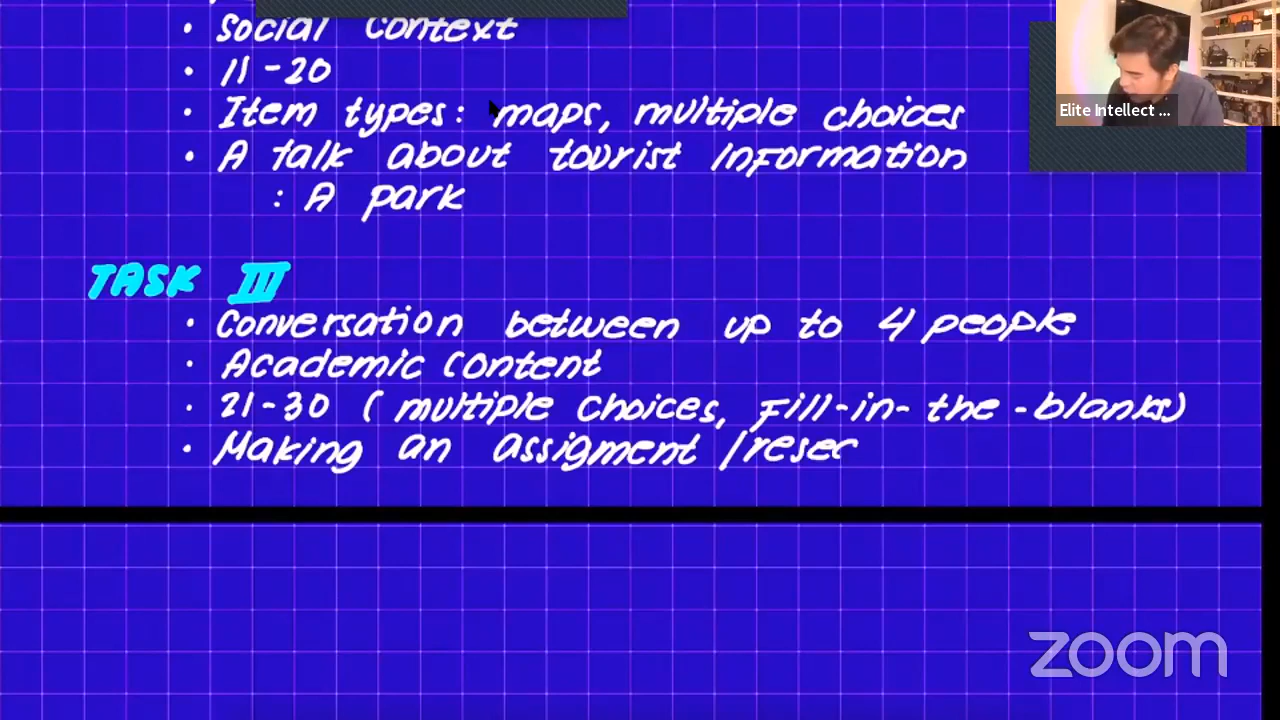 • Social Context
• 11-20
• Item types: maps, multiple choices
• A talk about tourist Information
: A park
TASK III
• Conversation between up to 4 people
• Academic Content
• 21-30 (multiple choices, Fill-in-the-blanks)
• Making an assigment / reser
Elite Intellect ...
zoom